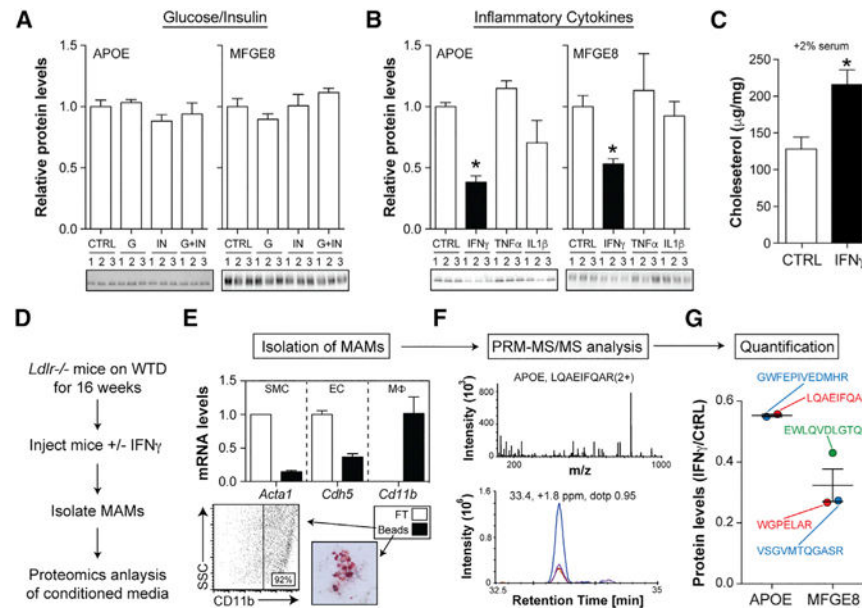 A
Glucose/Insulin
APOE
MFGE8
Relative protein levels
1.5
1.0
0.5
0.0
CTRL G IN G+IN
CTRL G IN G+IN
1 2 3 1 2 3 1 2 3 1 2 3
1 2 3 1 2 3 1 2 3 1 2 3
B
Inflammatory Cytokines
APOE
MFGE8
Relative protein levels
1.5
1.0
0.5
0.0
*
*
CTRL IFNγ TNFα IL1β
CTRL IFNγ TNFα IL1β
1 2 3 1 2 3 1 2 3 1 2 3
1 2 3 1 2 3 1 2 3 1 2 3
C
+2% serum
Choleseterol (μg/mg)
250
200
150
100
50
0
*
CTRL IFNγ
D
Ldlr-/- mice on WTD
for 16 weeks
Inject mice +/- IFNγ
Isolate MAMs
Proteomics anlaysis
of conditioned media
E
Isolation of MAMs
mRNA levels
1.5
1.0
0.5
0.0
SMC EC MΦ
Acta1 Cdh5 Cd11b
FT
Beads
SSC
92%
CD11b
F
PRM-MS/MS analysis
APOE, LQAEIFQAR(2+)
Intensity (10³)
1000
500
0
200 1000
m/z
33.4, +1.8 ppm, dotp 0.95
Intensity (10⁶)
2
1
0
32.5 35
Retention Time [min]
G
Quantification
Protein levels (IFNγ/CtRL)
0.6
0.4
0.2
0.0
GWFEPIVEDMHR
LQAEIFQA
EWLQVDLGTQ
WGPELAR
VSGVMTQGASR
APOE MFGE8